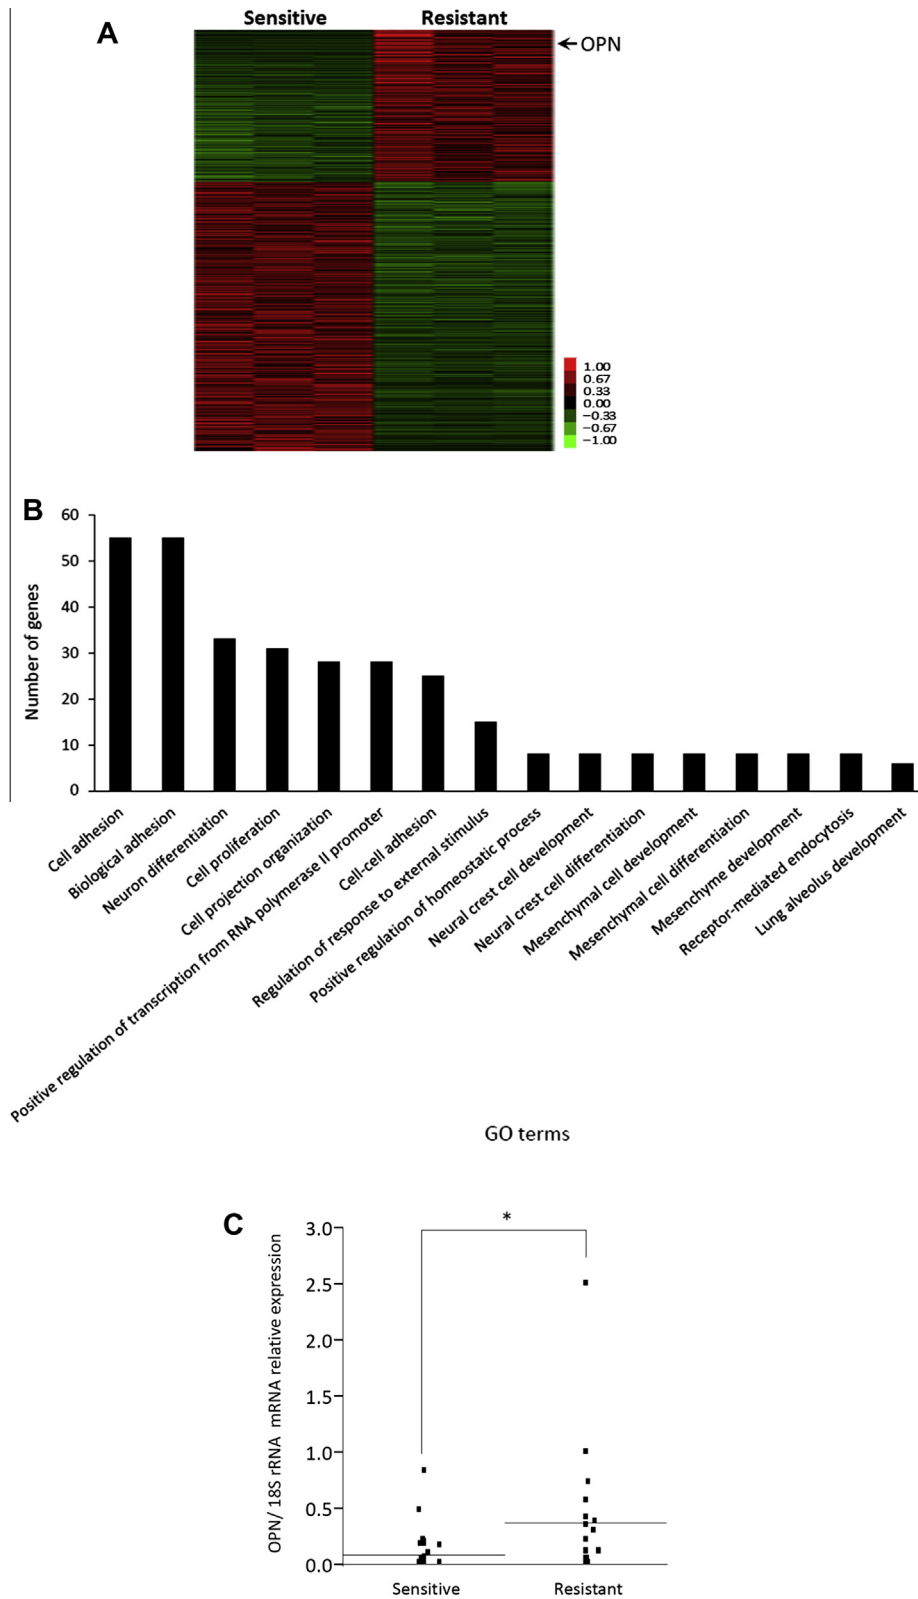 A
Sensitive
Resistant
OPN
1.00
0.67
0.33
0.00
−0.33
−0.67
−1.00
B
Number of genes
60
50
40
30
20
10
0
Cell adhesion
Biological adhesion
Neuron differentiation
Cell proliferation
Cell projection organization
Positive regulation of transcription from RNA polymerase II promoter
Cell-cell adhesion
Regulation of response to external stimulus
Positive regulation of homeostatic process
Neural crest cell development
Neural crest cell differentiation
Mesenchymal cell development
Mesenchymal cell differentiation
Mesenchyme development
Receptor-mediated endocytosis
Lung alveolus development
GO terms
C
OPN/ 18S rRNA mRNA relative expression
3.0
2.5
2.0
1.5
1.0
0.5
0.0
*
Sensitive
Resistant